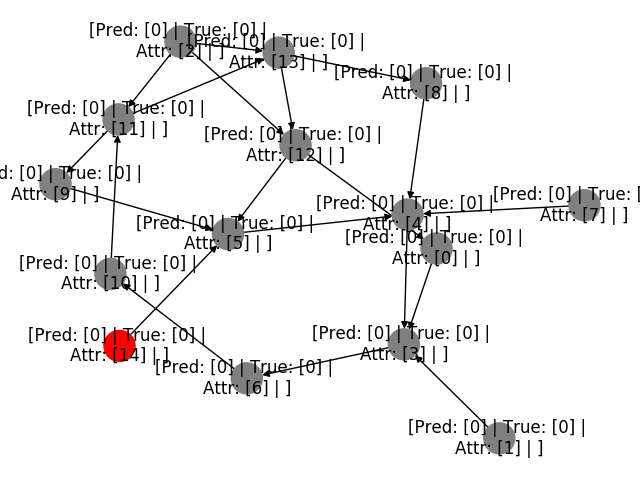 [Pred: [0] | True: [0] |
Attr: [2] | ]
[Pred: [0] | True: [0] |
Attr: [13] | ]
[Pred: [0] | True: [0] |
Attr: [8] | ]
[Pred: [0] | True: [0] |
Attr: [11] | ]
[Pred: [0] | True: [0] |
Attr: [12] | ]
d: [0] | True: [0] |
Attr: [9] | ]
[Pred: [0] | True: [0] |
Attr: [4] | ]
[Pred: [0] | True: [
Attr: [7] | ]
[Pred: [0] | True: [0] |
Attr: [5] | ]
[Pred: [0] | True: [0] |
Attr: [0] | ]
[Pred: [0] | True: [0] |
Attr: [10] | ]
[Pred: [0] | True: [0] |
Attr: [14] | ]
[Pred: [0] | True: [0] |
Attr: [3] | ]
[Pred: [0] | True: [0] |
Attr: [6] | ]
[Pred: [0] | True: [0] |
Attr: [1] | ]